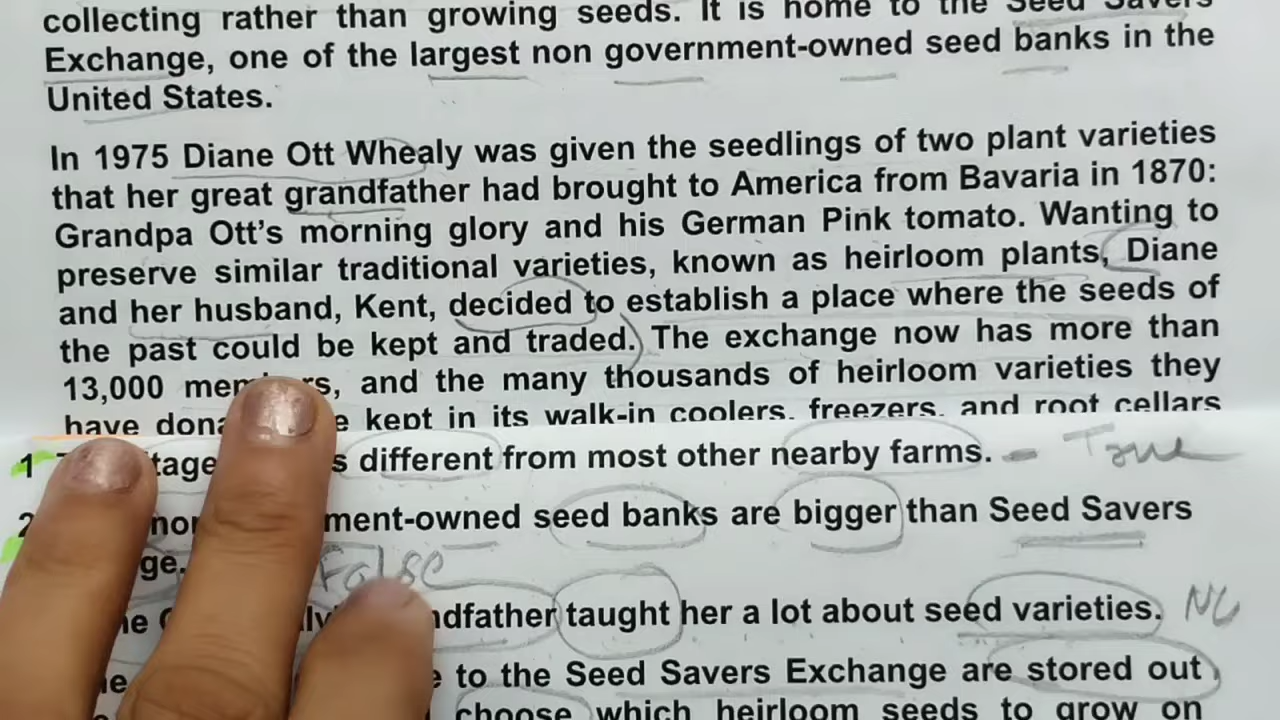 collecting rather than growing seeds. It is home to the Seed Savers
Exchange, one of the largest non government-owned seed banks in the
United States.
In 1975 Diane Ott Whealy was given the seedlings of two plant varieties
that her great grandfather had brought to America from Bavaria in 1870:
Grandpa Ott's morning glory and his German Pink tomato. Wanting to
preserve similar traditional varieties, known as heirloom plants, Diane
and her husband, Kent, decided to establish a place where the seeds of
the past could be kept and traded. The exchange now has more than
13,000 members, and the many thousands of heirloom varieties they
have kept in its walk-in coolers, freezers, and root cellars
1 different from most other nearby farms. - True
2 seed banks are bigger than Seed Savers
False
taught her a lot about seed varieties. NG
to the Seed Savers Exchange are stored out
choose which heirloom seeds to grow on